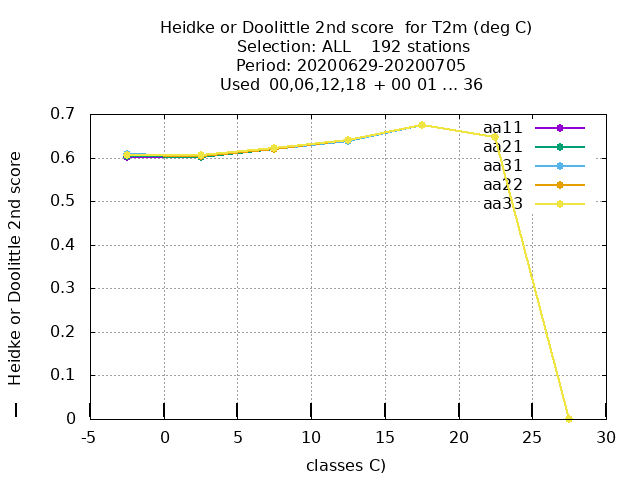 Heidke or Doolittle 2nd score  for T2m (deg C)
Selection: ALL    192 stations
Period: 20200629-20200705
Used  00,06,12,18  + 00 01 ... 36
aa11
aa21
aa31
aa22
aa33
0.7
0.6
0.5
0.4
0.3
0.2
0.1
0
Heidke or Doolittle 2nd score
-5 0 5 10 15 20 25 30
classes C)